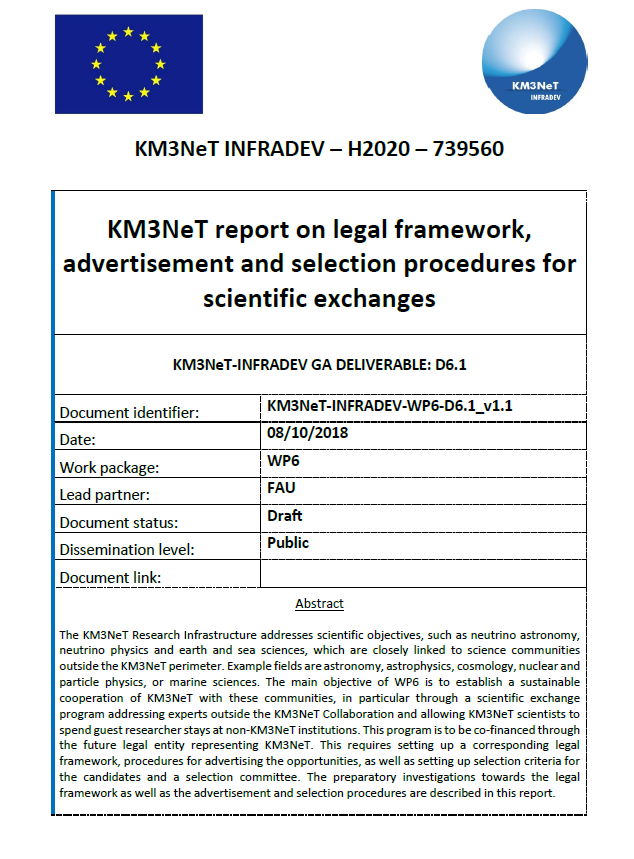 KM3NeT
INFRADEV
KM3NeT INFRADEV – H2020 – 739560
KM3NeT report on legal framework,
advertisement and selection procedures for
scientific exchanges
KM3NeT-INFRADEV GA DELIVERABLE: D6.1
Document identifier: KM3NeT-INFRADEV-WP6-D6.1_v1.1
Date: 08/10/2018
Work package: WP6
Lead partner: FAU
Document status: Draft
Dissemination level: Public
Document link:
Abstract
The KM3NeT Research Infrastructure addresses scientific objectives, such as neutrino astronomy,
neutrino physics and earth and sea sciences, which are closely linked to science communities
outside the KM3NeT perimeter. Example fields are astronomy, astrophysics, cosmology, nuclear and
particle physics, or marine sciences. The main objective of WP6 is to establish a sustainable
cooperation of KM3NeT with these communities, in particular through a scientific exchange
program addressing experts outside the KM3NeT Collaboration and allowing KM3NeT scientists to
spend guest researcher stays at non-KM3NeT institutions. This program is to be co-financed through
the future legal entity representing KM3NeT. This requires setting up a corresponding legal
framework, procedures for advertising the opportunities, as well as setting up selection criteria for
the candidates and a selection committee. The preparatory investigations towards the legal
framework as well as the advertisement and selection procedures are described in this report.